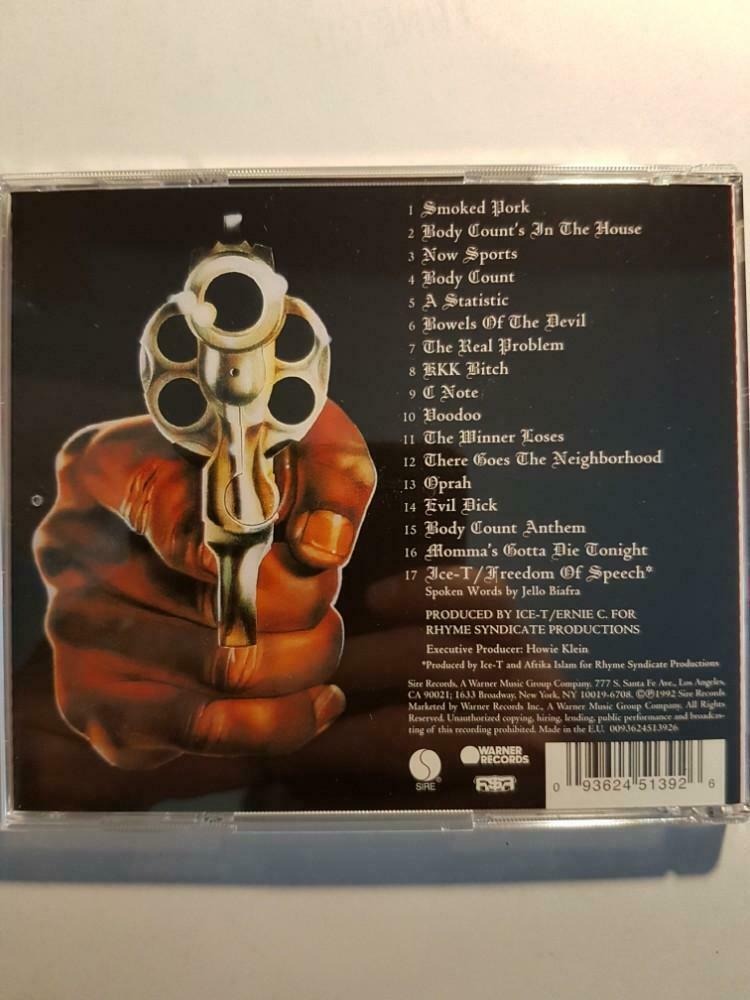 1 Smoked Pork
2 Body Count's In The House
3 Now Sports
4 Body Count
5 A Statistic
6 Bowels Of The Devil
7 The Real Problem
8 KKK Bitch
9 C Note
10 Voodoo
11 The Winner Loses
12 There Goes The Neighborhood
13 Oprah
14 Evil Dick
15 Body Count Anthem
16 Momma's Gotta Die Tonight
17 Ice-T/Freedom Of Speech*
Spoken Words by Jello Biafra
PRODUCED BY ICE-T/ERNIE C. FOR
RHYME SYNDICATE PRODUCTIONS
Executive Producer: Howie Klein
*Produced by Ice-T and Afrika Islam for Rhyme Syndicate Productions
Sire Records, A Warner Music Group Company, 777 S. Santa Fe Ave., Los Angeles,
CA 90021; 1633 Broadway, New York, NY 10019-6708. ©℗1992 Sire Records
Marketed by Warner Records Inc., A Warner Music Group Company. All Rights
Reserved. Unauthorized copying, hiring, lending, public performance and broadcas-
ting of this recording prohibited. Made in the E.U. 0093624513926
SIRE®
WARNER
RECORDS
0 93624 51392 6